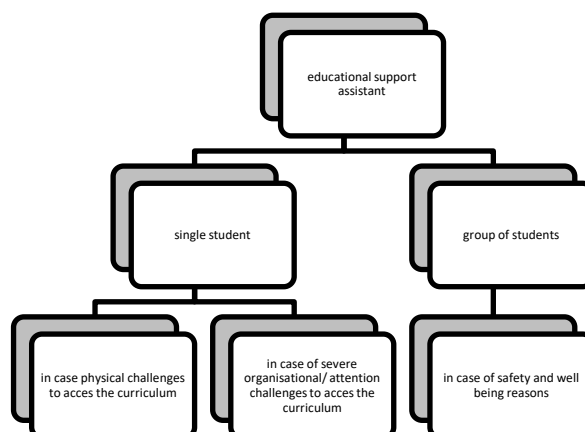 educational support
assistant
single student
group of students
in case physical challenges
to acces the curriculum
in case of severe
organisational/ attention
challenges to acces the
curriculum
in case of safety and well
being reasons